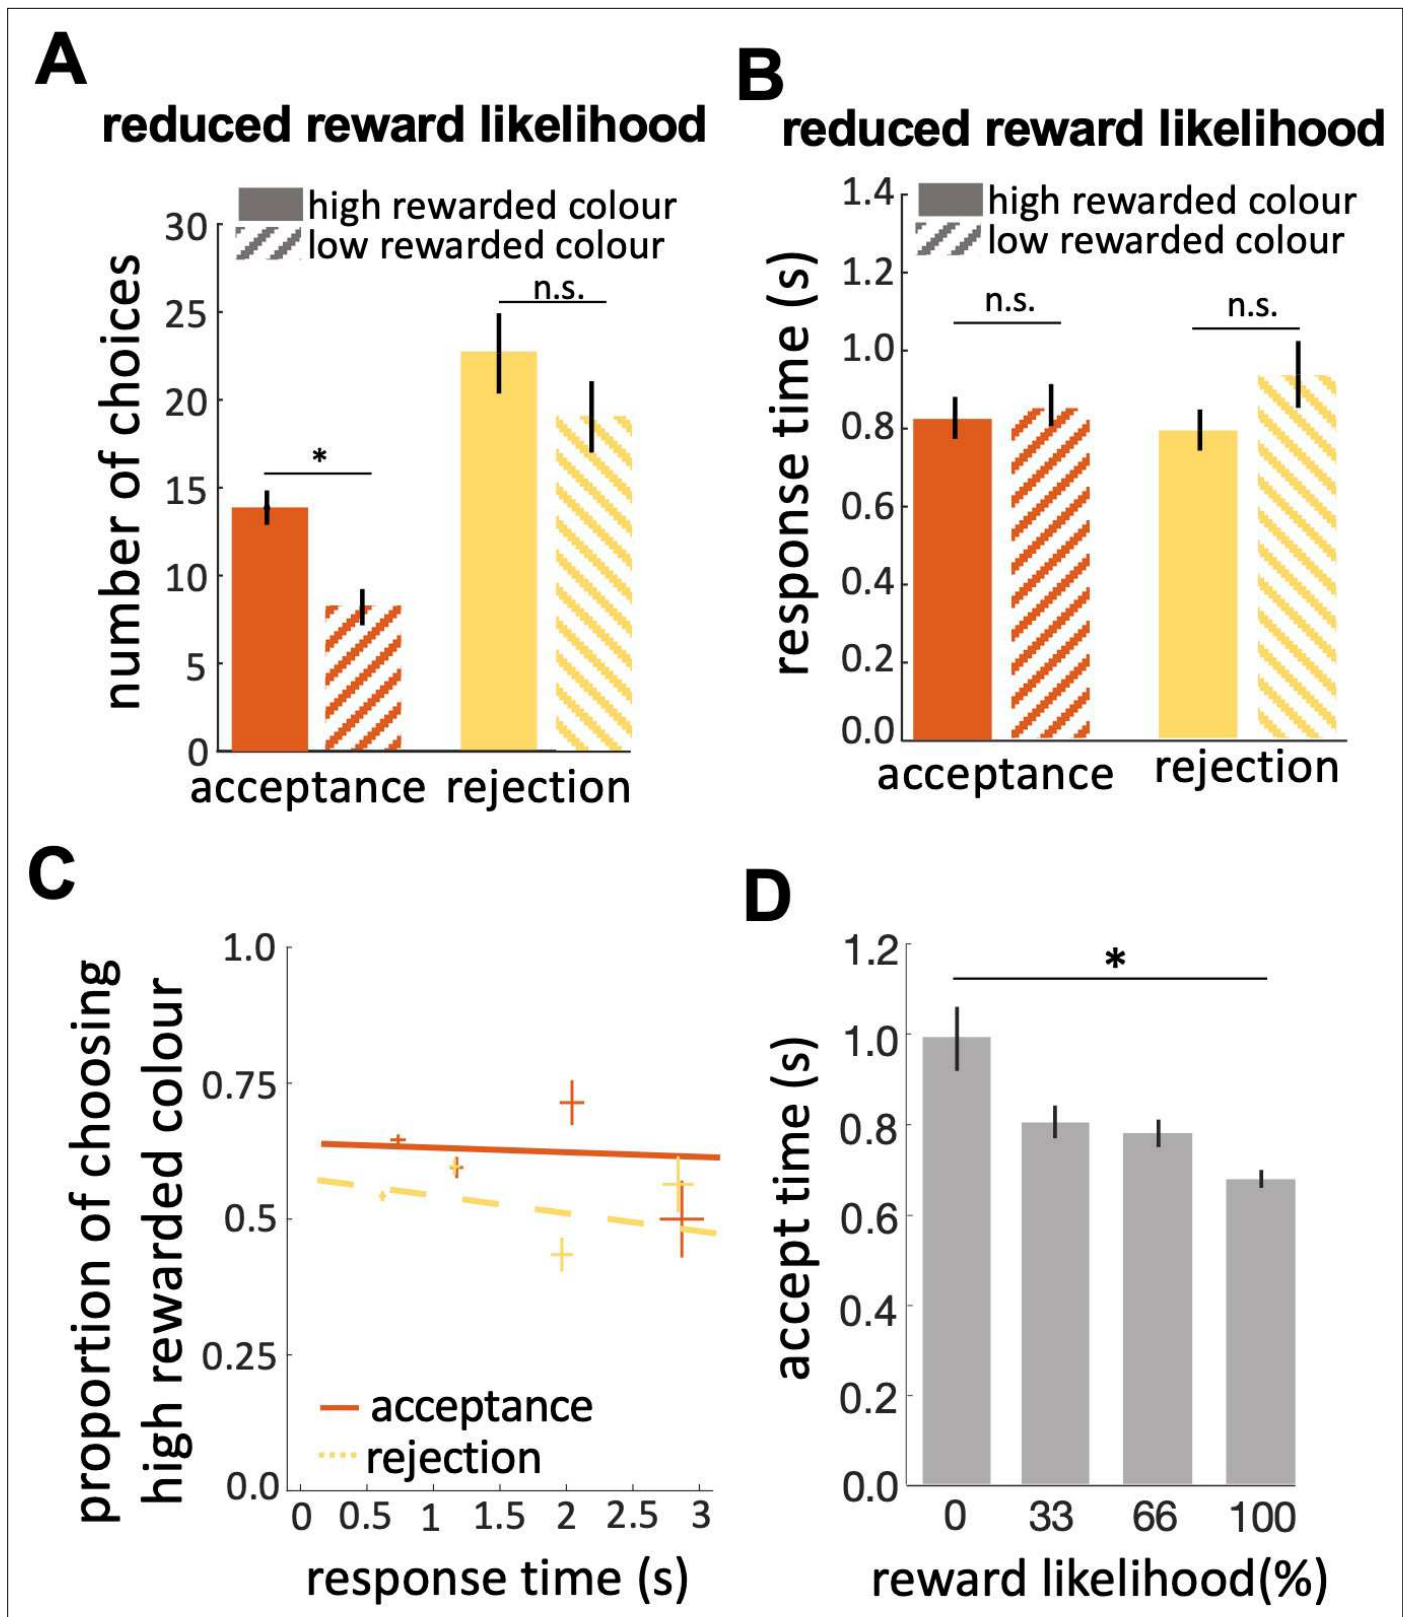 A
reduced reward likelihood
high rewarded colour
low rewarded colour
number of choices
30
25
20
15
10
5
0
*
n.s.
acceptance
rejection
B
reduced reward likelihood
high rewarded colour
low rewarded colour
response time (s)
1.4
1.2
1.0
0.8
0.6
0.4
0.2
0.0
n.s.
n.s.
acceptance
rejection
C
proportion of choosing
high rewarded colour
1.0
0.75
0.5
0.25
0.0
acceptance
rejection
0 0.5 1 1.5 2 2.5 3
response time (s)
D
accept time (s)
1.2
1.0
0.8
0.6
0.4
0.2
0.0
*
0 33 66 100
reward likelihood(%)